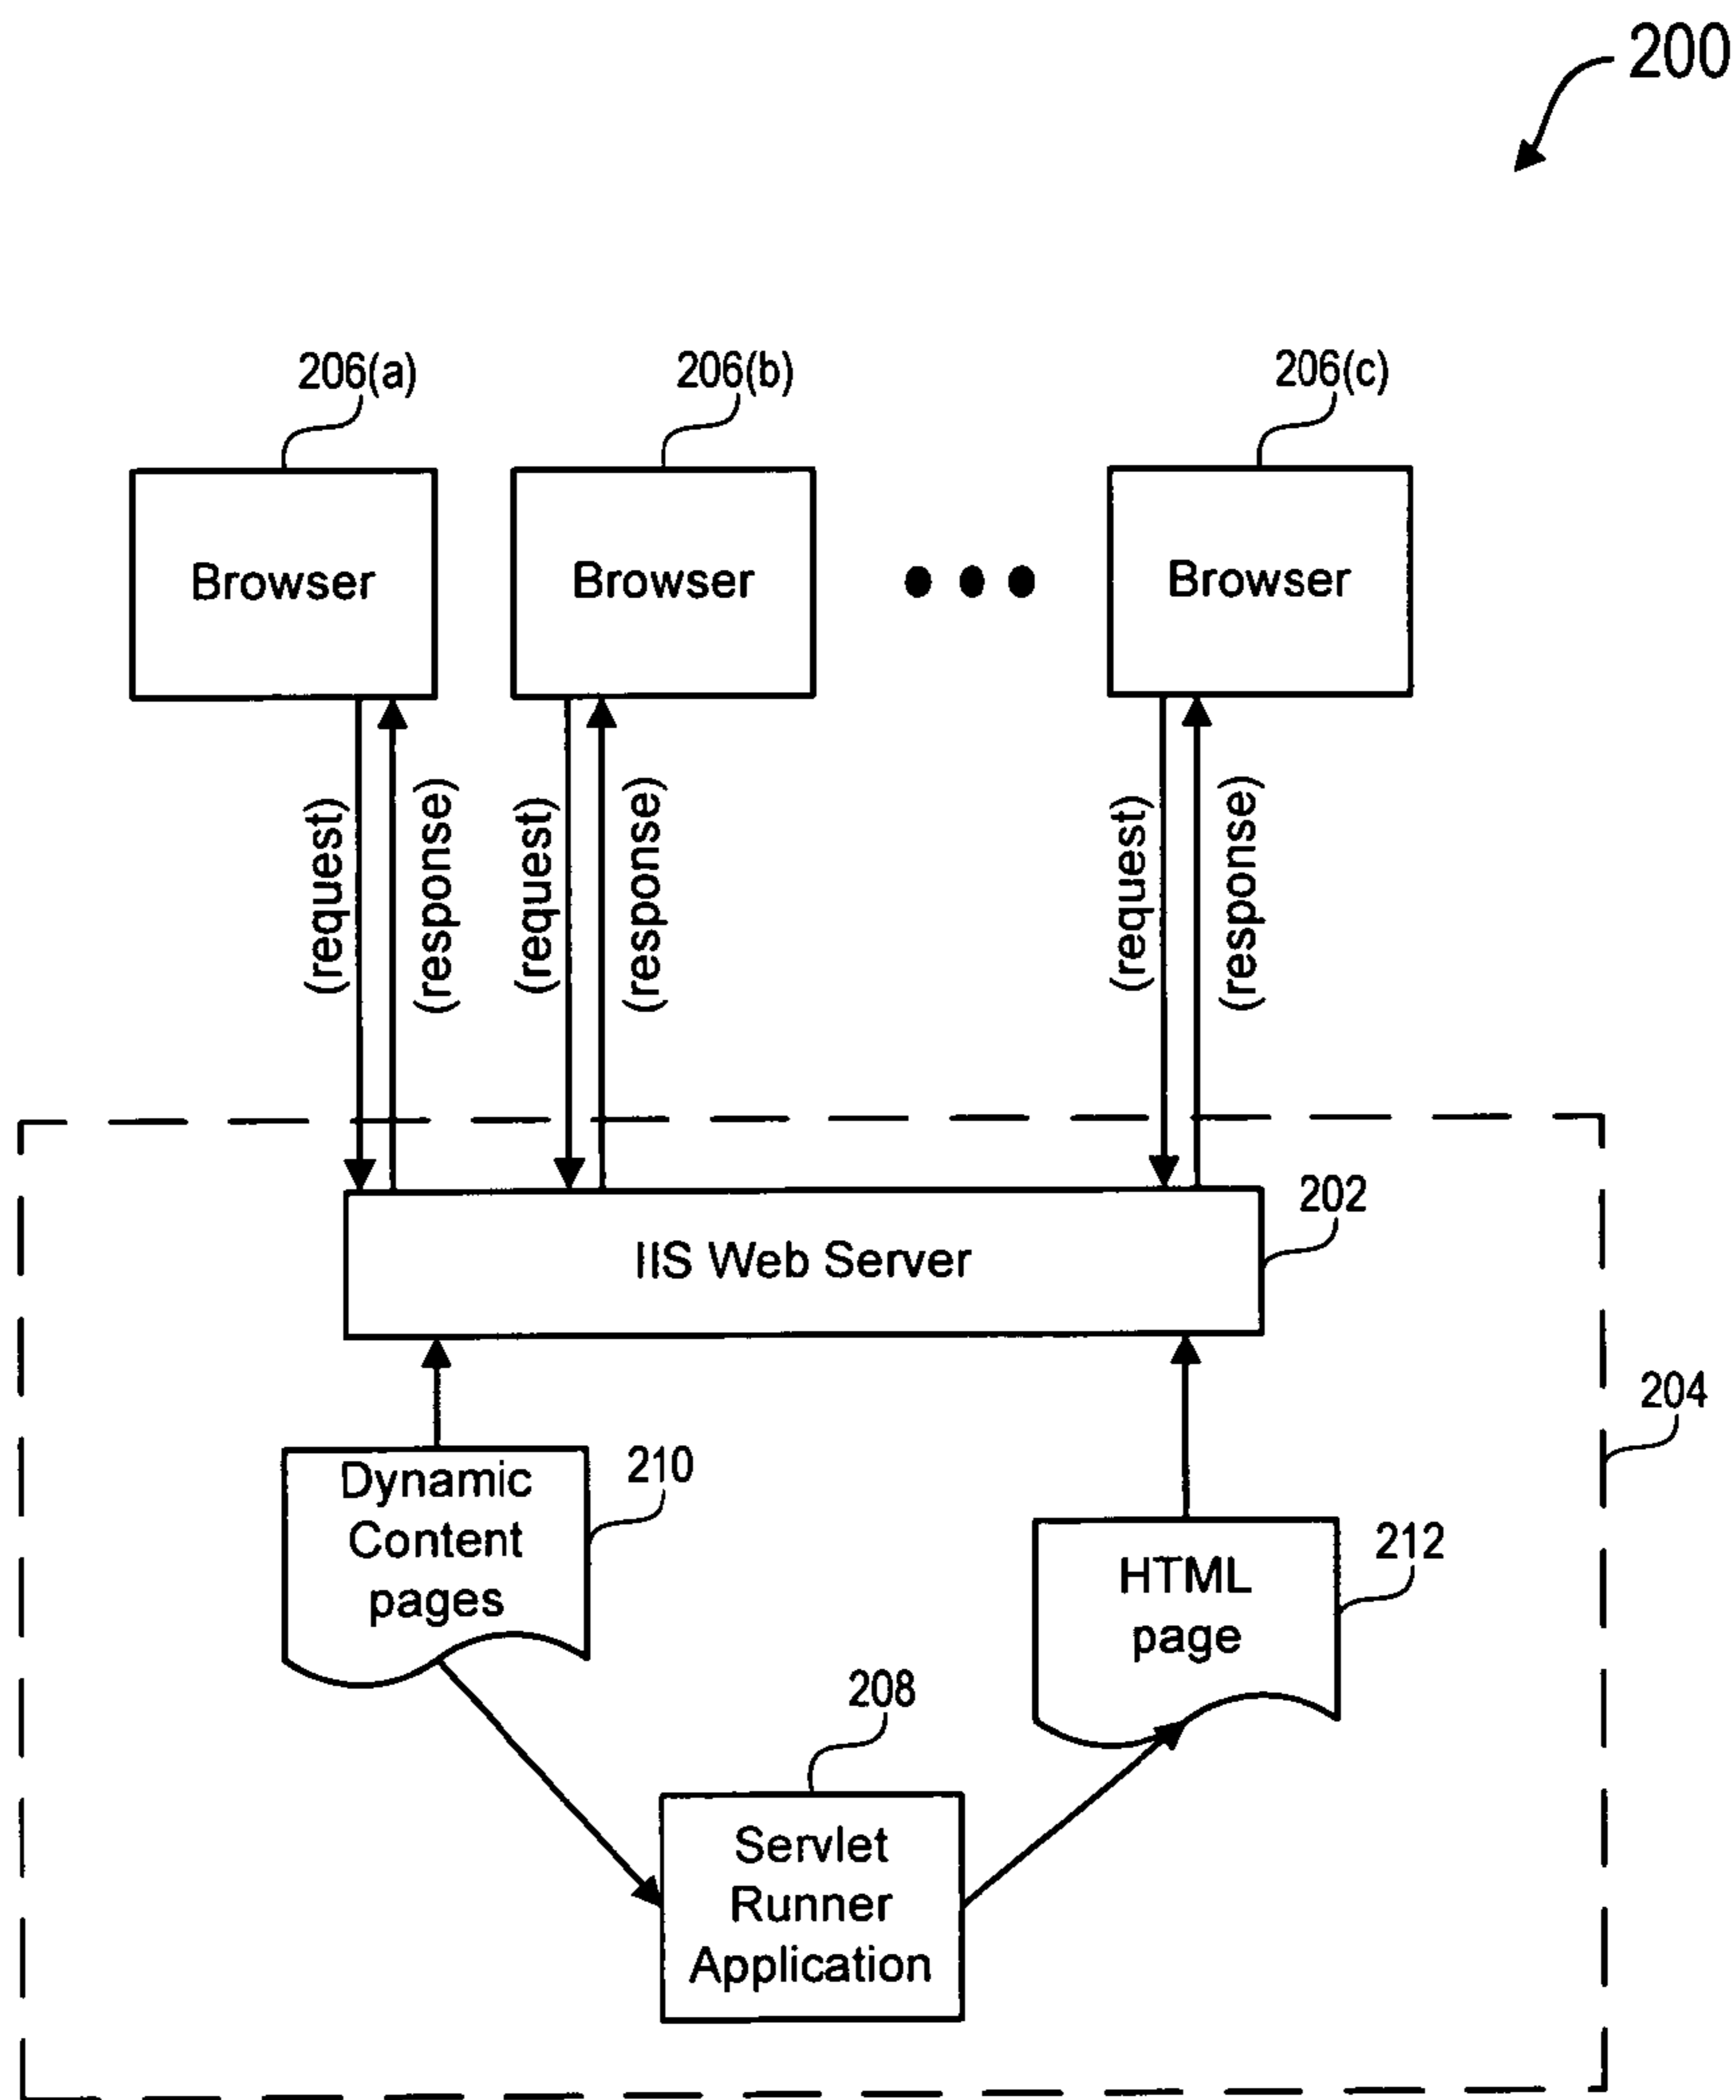 200
206(a)
206(b)
206(c)
Browser
Browser
Browser
(request)
(response)
(request)
(response)
(request)
(response)
202
IIS Web Server
204
Dynamic
Content
pages
210
HTML
page
212
208
Servlet
Runner
Application